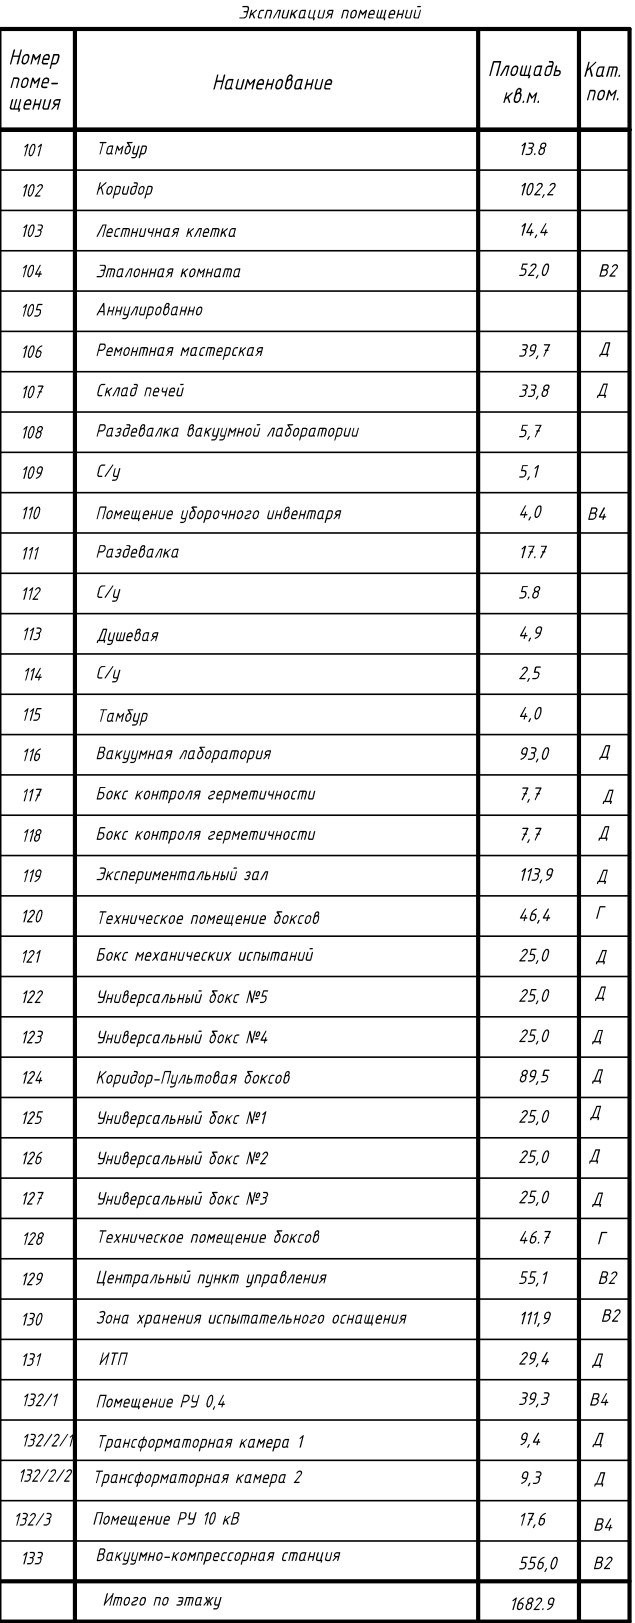 Экспликация помещений
Номер поме- щения Наименование Площадь кв.м. Кат. пом.
101 Тамбур 13.8
102 Коридор 102,2
103 Лестничная клетка 14,4
104 Эталонная комната 52,0 В2
105 Аннулированно
106 Ремонтная мастерская 39,7 Д
107 Склад печей 33,8 Д
108 Раздевалка вакуумной лаборатории 5,7
109 С/у 5,1
110 Помещение уборочного инвентаря 4,0 В4
111 Раздевалка 17.7
112 С/у 5.8
113 Душевая 4,9
114 С/у 2,5
115 Тамбур 4,0
116 Вакуумная лаборатория 93,0 Д
117 Бокс контроля герметичности 7,7 Д
118 Бокс контроля герметичности 7,7 Д
119 Экспериментальный зал 113,9 Д
120 Техническое помещение боксов 46,4 Г
121 Бокс механических испытаний 25,0 Д
122 Универсальный бокс №5 25,0 Д
123 Универсальный бокс №4 25,0 Д
124 Коридор-Пультовая боксов 89,5 Д
125 Универсальный бокс №1 25,0 Д
126 Универсальный бокс №2 25,0 Д
127 Универсальный бокс №3 25,0 Д
128 Техническое помещение боксов 46.7 Г
129 Центральный пункт управления 55,1 В2
130 Зона хранения испытательного оснащения 111,9 В2
131 ИТП 29,4 Д
132/1 Помещение РУ 0,4 39,3 В4
132/2/1 Трансформаторная камера 1 9,4 Д
132/2/2 Трансформаторная камера 2 9,3 Д
132/3 Помещение РУ 10 кВ 17,6 В4
133 Вакуумно-компрессорная станция 556,0 В2
Итого по этажу 1682.9